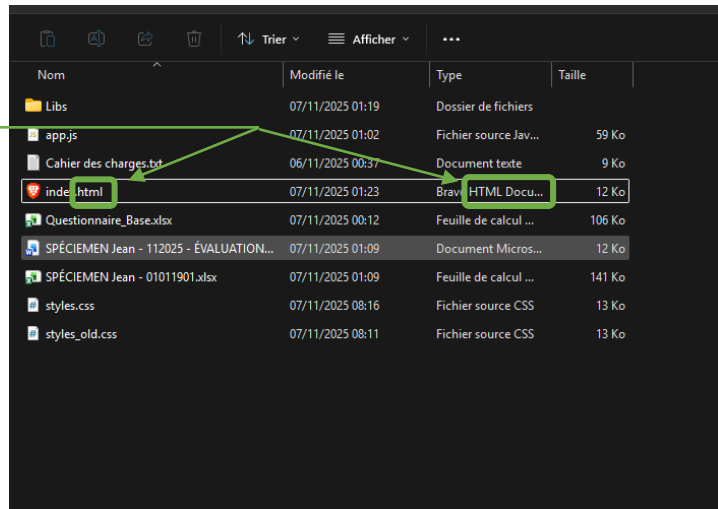 Trier Afficher ...
Nom Modifié le Type Taille
Libs 07/11/2025 01:19 Dossier de fichiers
app.js 07/11/2025 01:02 Fichier source Jav... 59 Ko
Cahier des charges.txt 06/11/2025 00:37 Document texte 9 Ko
index.html 07/11/2025 01:23 Brave HTML Docu... 12 Ko
Questionnaire_Base.xlsx 07/11/2025 00:12 Feuille de calcul ... 106 Ko
SPÉCIEMEN Jean - 112025 - ÉVALUATION... 07/11/2025 01:09 Document Micros... 12 Ko
SPÉCIEMEN Jean - 01011901.xlsx 07/11/2025 01:09 Feuille de calcul ... 141 Ko
styles.css 07/11/2025 08:16 Fichier source CSS 13 Ko
styles_old.css 07/11/2025 08:11 Fichier source CSS 13 Ko